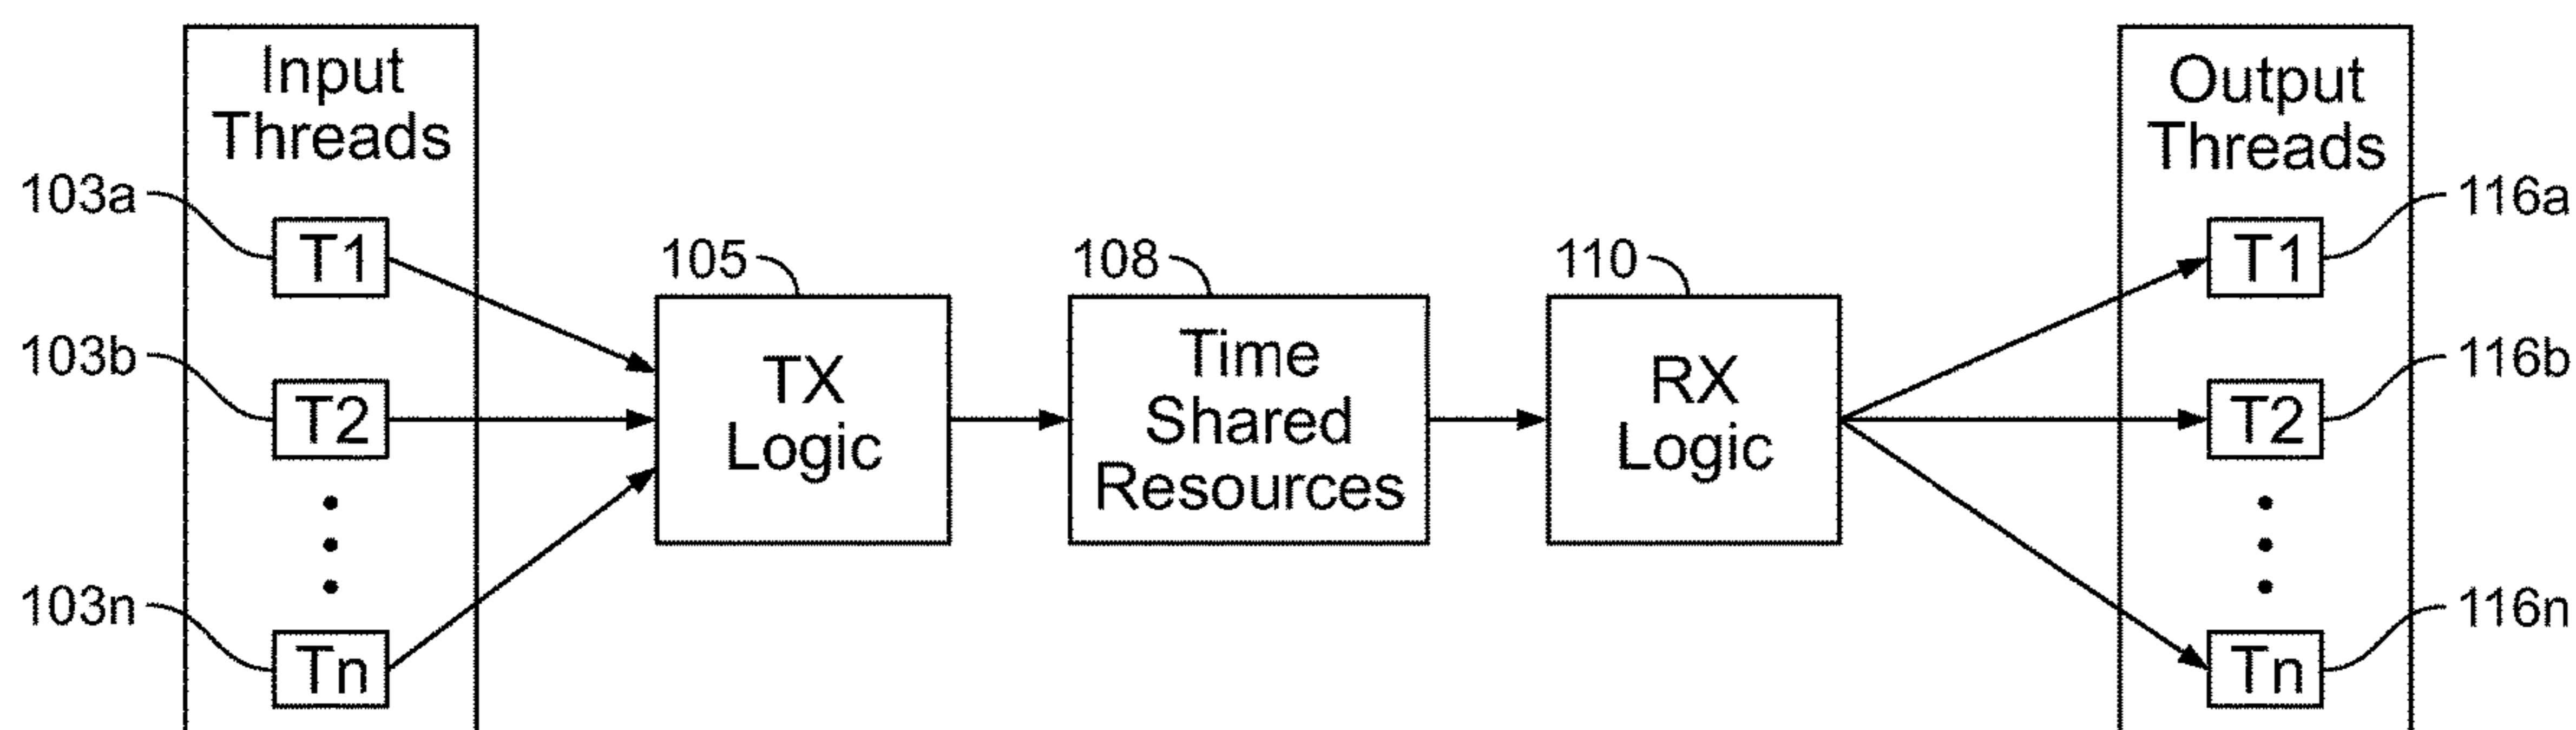 Input
Threads
103a
T1
103b
T2
103n
Tn
105
TX
Logic
108
Time
Shared
Resources
110
RX
Logic
Output
Threads
T1
116a
T2
116b
Tn
116n